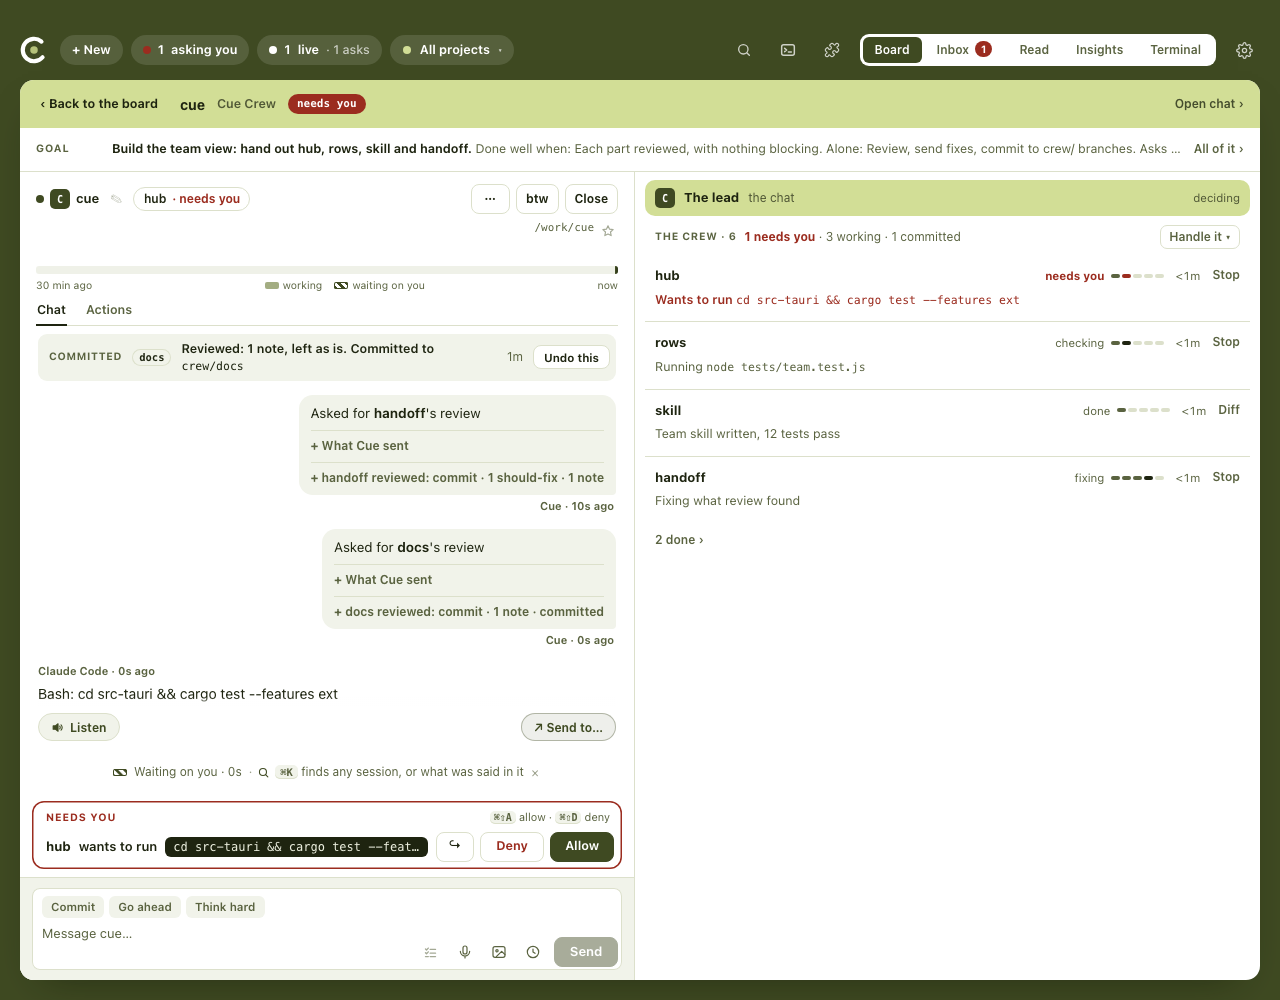 + New
1 asking you
1 live · 1 asks
All projects ·
Board
Inbox 1
Read
Insights
Terminal
‹ Back to the board
cue
Cue Crew
needs you
Open chat ›
GOAL
Build the team view: hand out hub, rows, skill and handoff. Done well when: Each part reviewed, with nothing blocking. Alone: Review, send fixes, commit to crew/ branches. Asks ...
All of it ›
C cue
hub · needs you
...
btw
Close
/work/cue
30 min ago
working
waiting on you
now
Chat
Actions
COMMITTED
docs
Reviewed: 1 note, left as is. Committed to
crew/docs
1m
Undo this
Asked for handoff's review
+ What Cue sent
+ handoff reviewed: commit · 1 should-fix · 1 note
Cue · 10s ago
Asked for docs's review
+ What Cue sent
+ docs reviewed: commit · 1 note · committed
Cue · 0s ago
Claude Code · 0s ago
Bash: cd src-tauri && cargo test --features ext
Listen
↗ Send to...
Waiting on you · 0s · ⌘K finds any session, or what was said in it ×
NEEDS YOU
⌘⇧A allow · ⌘⇧D deny
hub wants to run cd src-tauri && cargo test --feat…
Deny
Allow
Commit
Go ahead
Think hard
Message cue...
Send
C The lead the chat
deciding
THE CREW · 6 1 needs you · 3 working · 1 committed
Handle it ▾
hub
needs you
<1m
Stop
Wants to run cd src-tauri && cargo test --features ext
rows
checking
<1m
Stop
Running node tests/team.test.js
skill
done
<1m
Diff
Team skill written, 12 tests pass
handoff
fixing
<1m
Stop
Fixing what review found
2 done ›